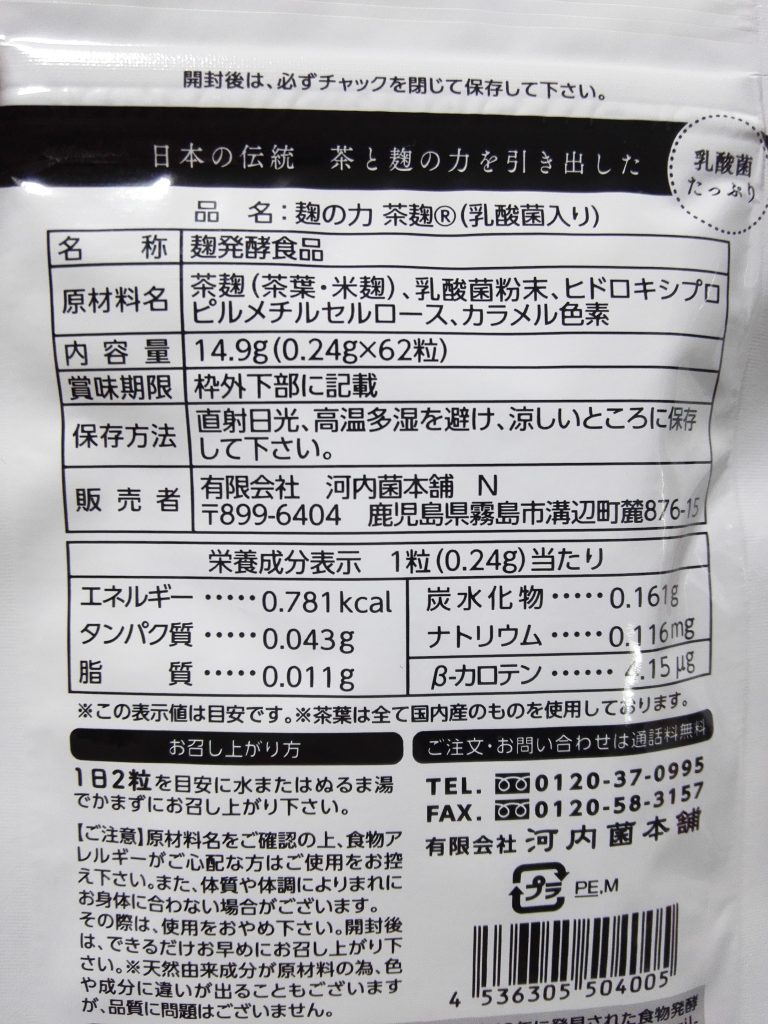 開封後は、必ずチャックを閉じて保存して下さい。
日本の伝統 茶と麹の力を引き出した
乳酸菌
たっぷり
品 名：麹の力 茶麹®(乳酸菌入り)
名 称 麹発酵食品
原材料名 茶麹（茶葉・米麹）、乳酸菌粉末、ヒドロキシプロ
ピルメチルセルロース、カラメル色素
内容量 14.9g(0.24g×62粒)
賞味期限 枠外下部に記載
保存方法 直射日光、高温多湿を避け、涼しいところに保存
して下さい。
販売者 有限会社 河内菌本舗 N
〒899-6404 鹿児島県霧島市溝辺町麓876-15
栄養成分表示 1粒(0.24g)当たり
エネルギー ・・・・・ 0.781kcal
タンパク質 ・・・・・ 0.043g
脂 質 ・・・・・ 0.011g
炭水化物 ・・・・・ 0.161g
ナトリウム ・・・・・ 0.116mg
β-カロテン ・・・・・・ 4.15μg
※この表示値は目安です。※茶葉は全て国内産のものを使用しております。
お召し上がり方
1日2粒を目安に水またはぬるま湯
でかまずにお召し上がり下さい。
【ご注意】原材料名をご確認の上、食物ア
レルギーがご心配な方はご使用をお控
え下さい。また、体質や体調によりまれに
お身体に合わない場合がございます。
その際は、使用をおやめ下さい。開封後
は、できるだけお早めにお召し上がり下
さい。※天然由来成分が原材料の為、色
や成分に違いが出ることもございます
が、品質に問題はございません。
ご注文・お問い合わせは通話料無料
TEL. 0120-37-0995
FAX. 0120-58-3157
有限会社 河内菌本舗
プラ PE,M
4 536305 504005
年に発見された食物発酵